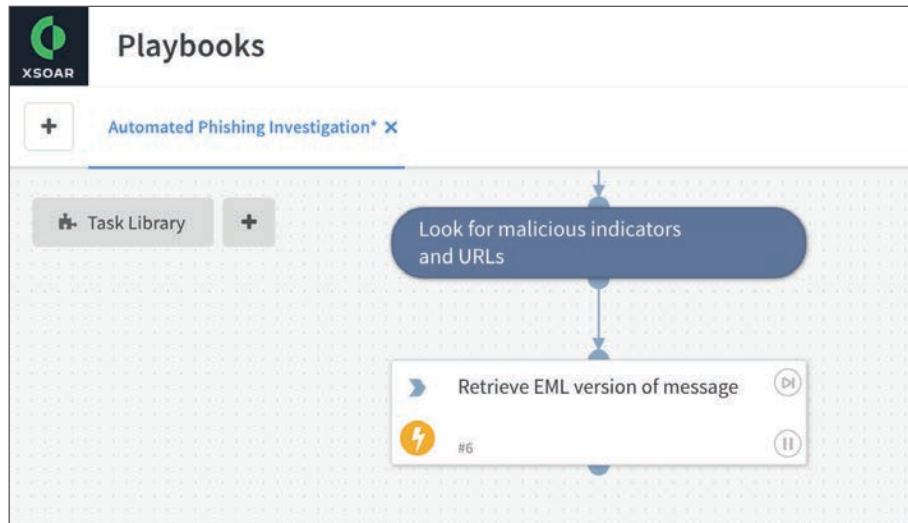 XSOAR
Playbooks
+
Automated Phishing Investigation* ×
Task Library
+
Look for malicious indicators
and URLs
Retrieve EML version of message
#6